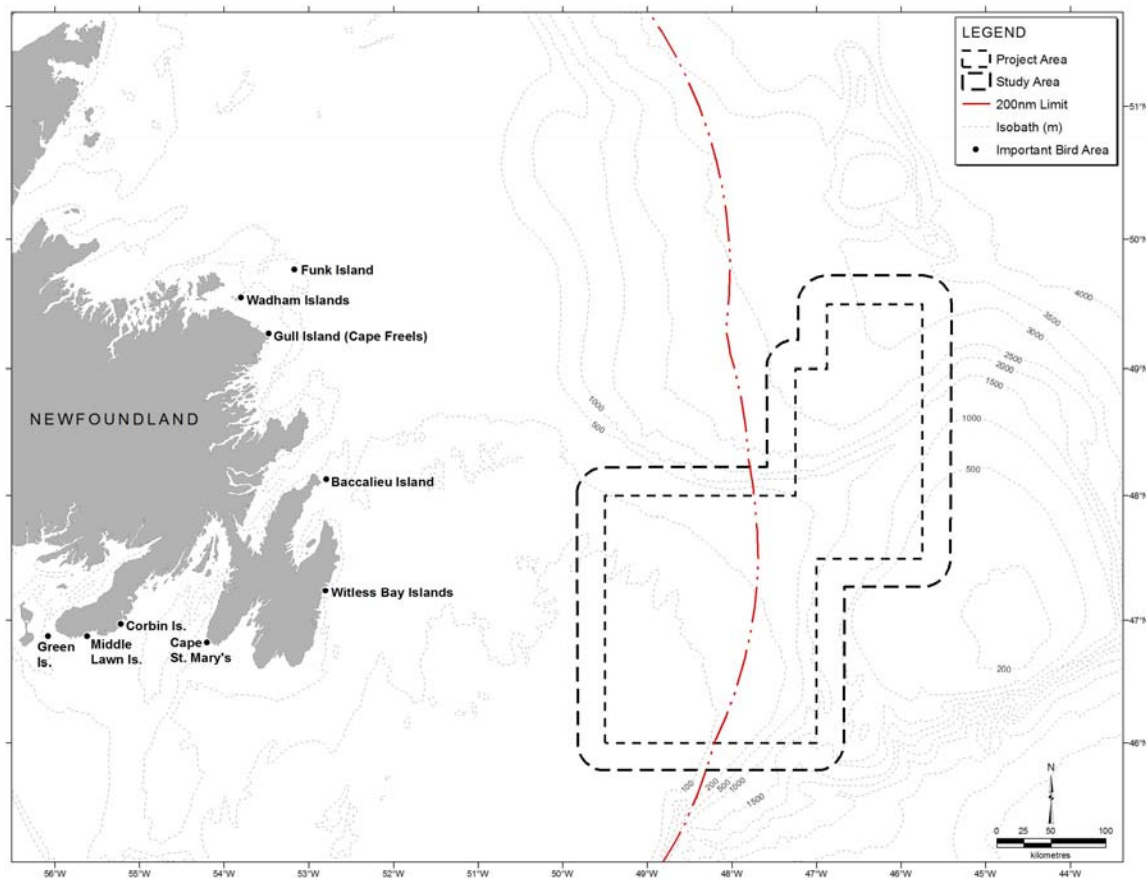 LEGEND
Project Area
Study Area
200nm Limit
Isobath (m)
Important Bird Area
51°N
50°N
49°N
48°N
47°N
46°N
Funk Island
Wadham Islands
Gull Island (Cape Freels)
NEWFOUNDLAND
Baccalieu Island
Witless Bay Islands
Corbin Is.
Green
Is.
Middle
Lawn Is.
Cape
St. Mary's
4000
3500
3000
2500
2000
1500
1000
500
1000
500
200
100
200
500
1000
1500
N
0 25 50 100
kilometres
56°W 55°W 54°W 53°W 52°W 51°W 50°W 49°W 48°W 47°W 46°W 45°W 44°W